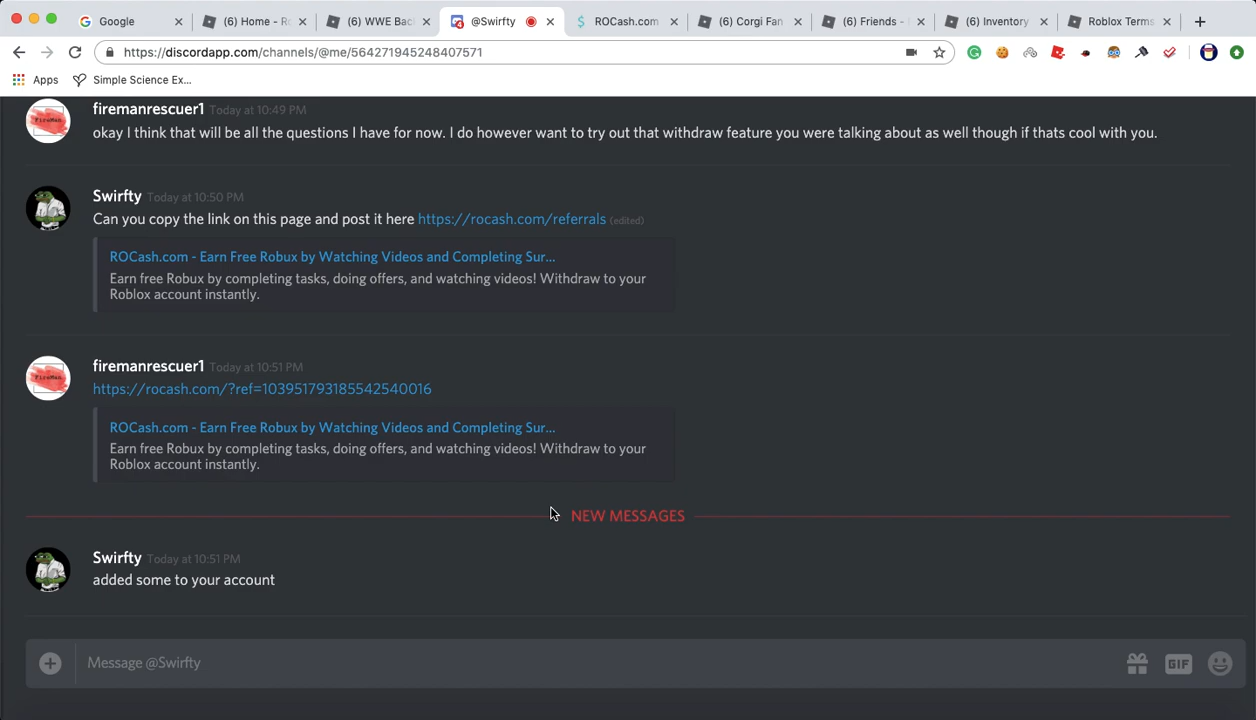 Google
(6) Home - R
(6) WWE Bac
@Swirfty
ROCash.com
(6) Corgi Fan
(6) Friends -
(6) Inventory
Roblox Terms
https://discordapp.com/channels/@me/564271945248407571
Apps
Simple Science Ex...
firemanrescuer1 Today at 10:49 PM
okay I think that will be all the questions I have for now. I do however want to try out that withdraw feature you were talking about as well though if thats cool with you.
Swirfty Today at 10:50 PM
Can you copy the link on this page and post it here https://rocash.com/referrals (edited)
ROCash.com - Earn Free Robux by Watching Videos and Completing Sur...
Earn free Robux by completing tasks, doing offers, and watching videos! Withdraw to your
Roblox account instantly.
firemanrescuer1 Today at 10:51 PM
https://rocash.com/?ref=103951793185542540016
ROCash.com - Earn Free Robux by Watching Videos and Completing Sur...
Earn free Robux by completing tasks, doing offers, and watching videos! Withdraw to your
Roblox account instantly.
NEW MESSAGES
Swirfty Today at 10:51 PM
added some to your account
Message @Swirfty
GIF